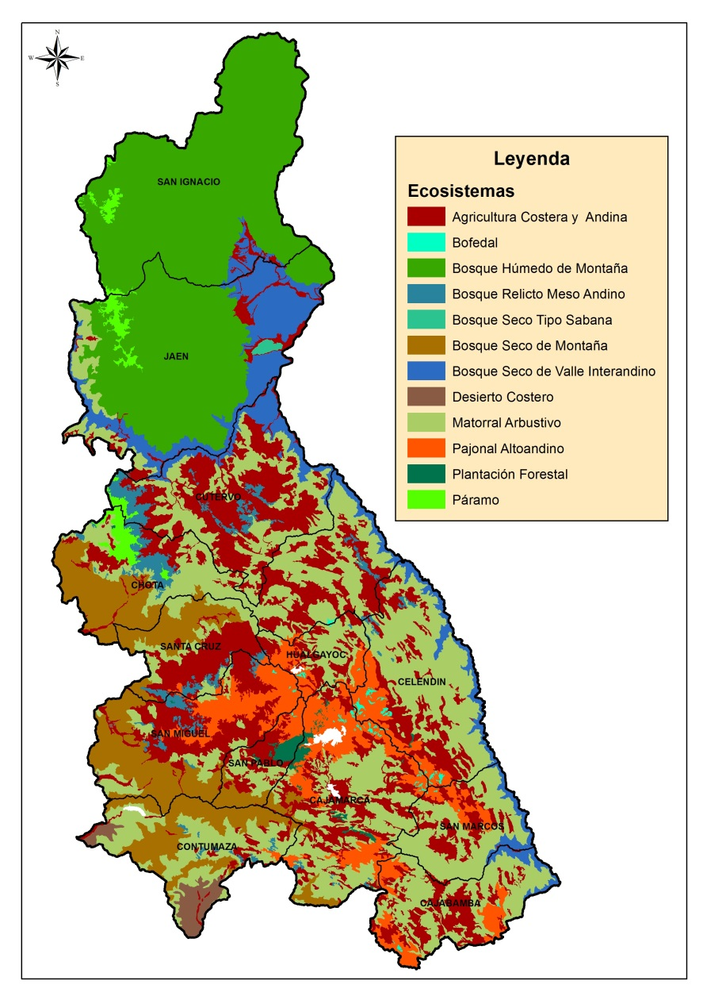 N
W E
S
Leyenda
Ecosistemas
Agricultura Costera y Andina
Bofedal
Bosque Húmedo de Montaña
Bosque Relicto Meso Andino
Bosque Seco Tipo Sabana
Bosque Seco de Montaña
Bosque Seco de Valle Interandino
Desierto Costero
Matorral Arbustivo
Pajonal Altoandino
Plantación Forestal
Páramo
SAN IGNACIO
JAEN
CUTERVO
CHOTA
SANTA CRUZ
HUALGAYOC
CELENDIN
SAN MIGUEL
SAN PABLO
CAJAMARCA
SAN MARCOS
CONTUMAZA
CAJABAMBA